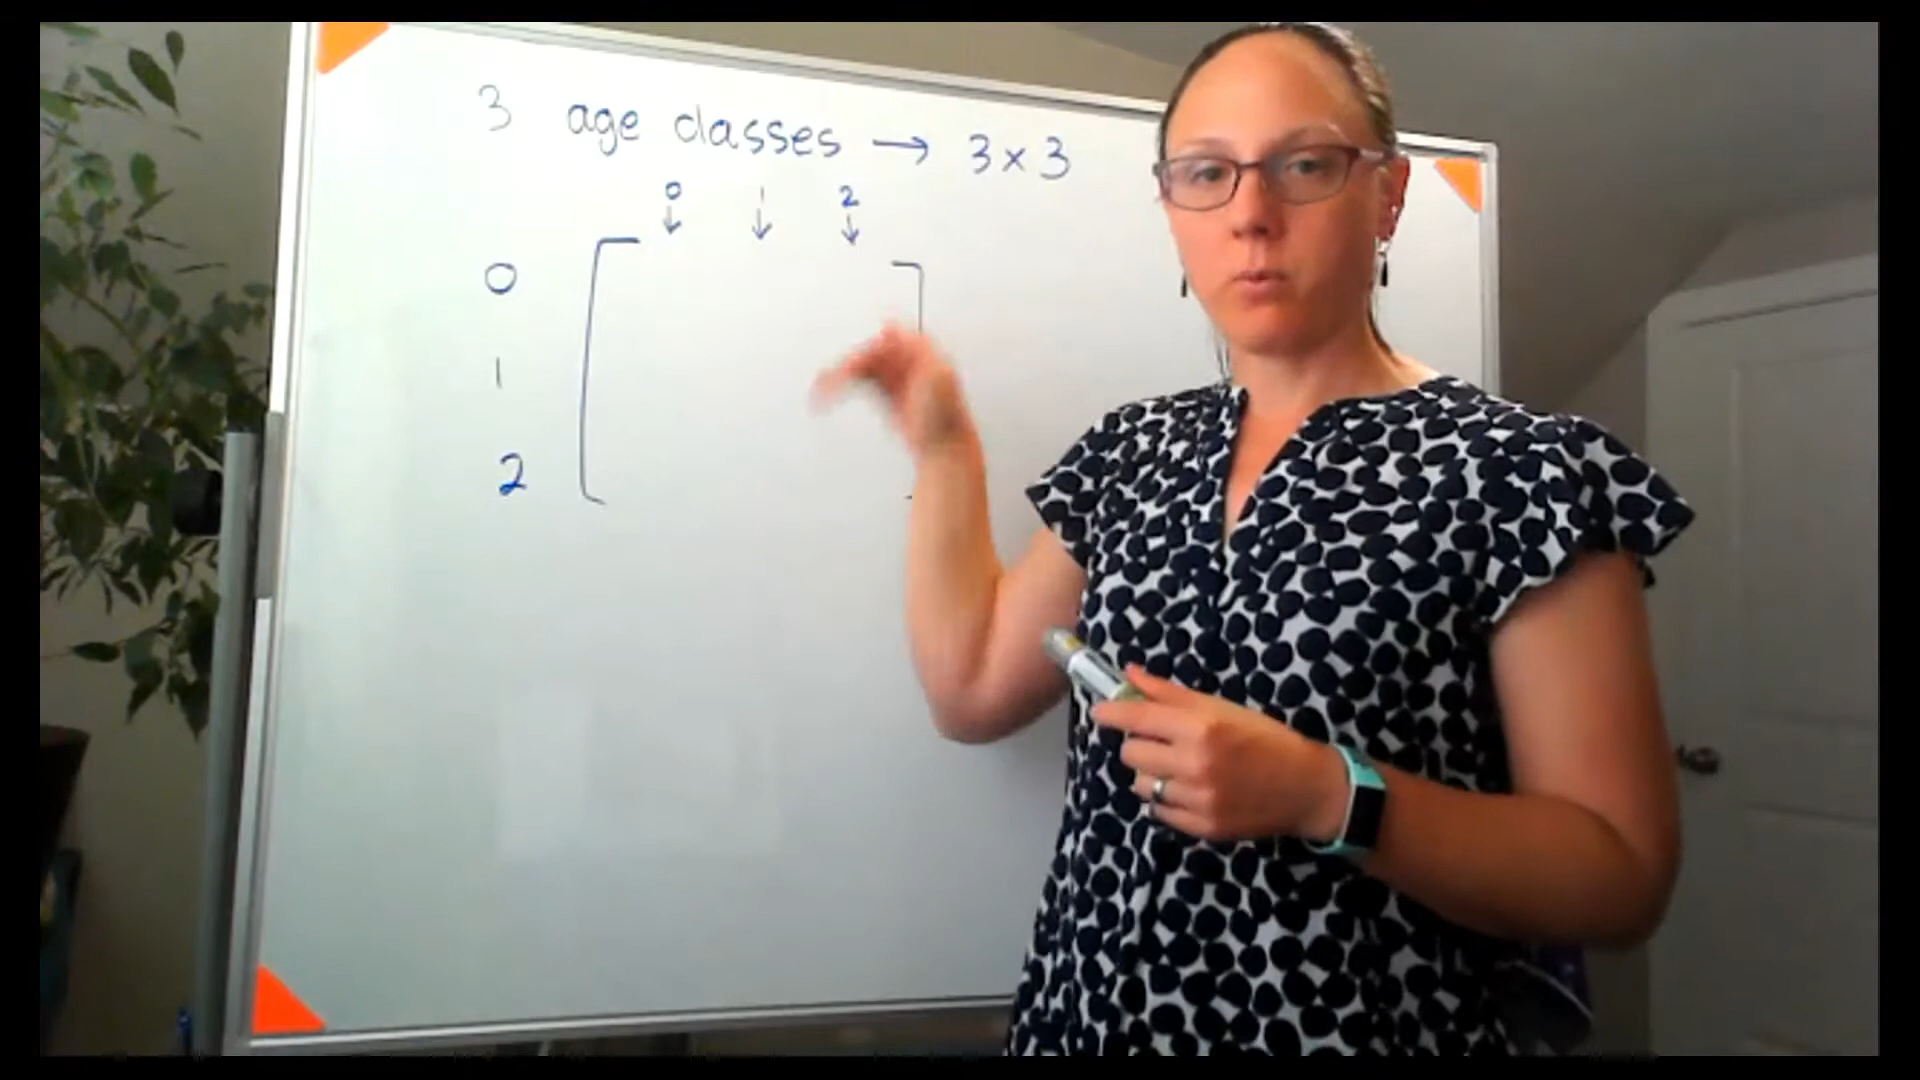 3 age classes → 3 x 3
0 1 2
↓ ↓ ↓
0
1
2